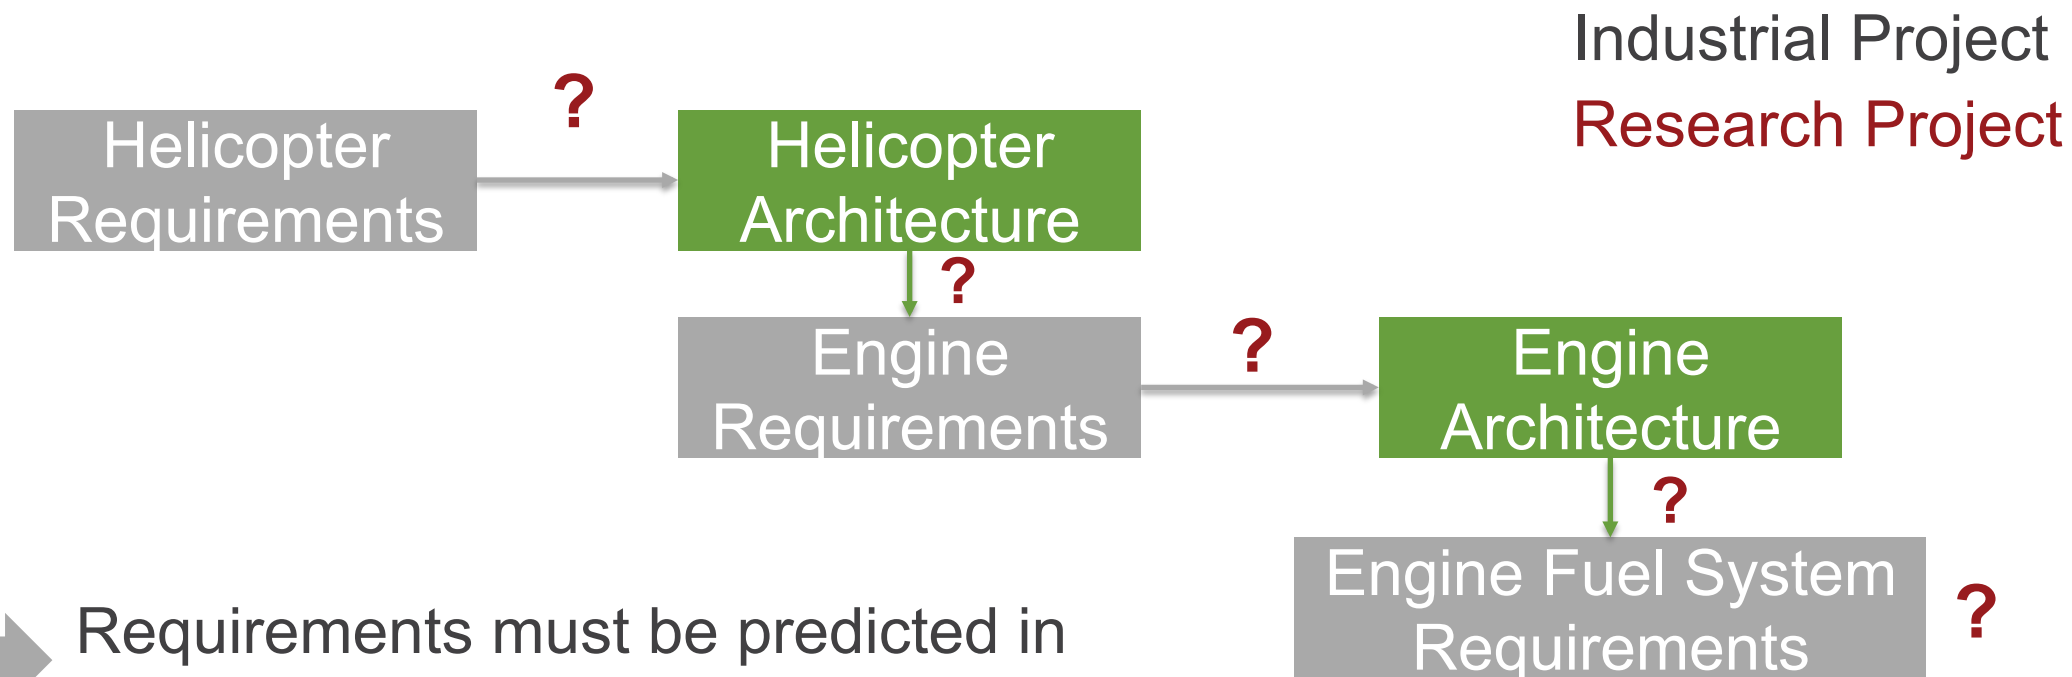 Industrial Project
Research Project
?
Helicopter
Requirements
Helicopter
Architecture
?
Engine
Requirements
?
Engine
Architecture
?
Engine Fuel System
Requirements
?
Requirements must be predicted in